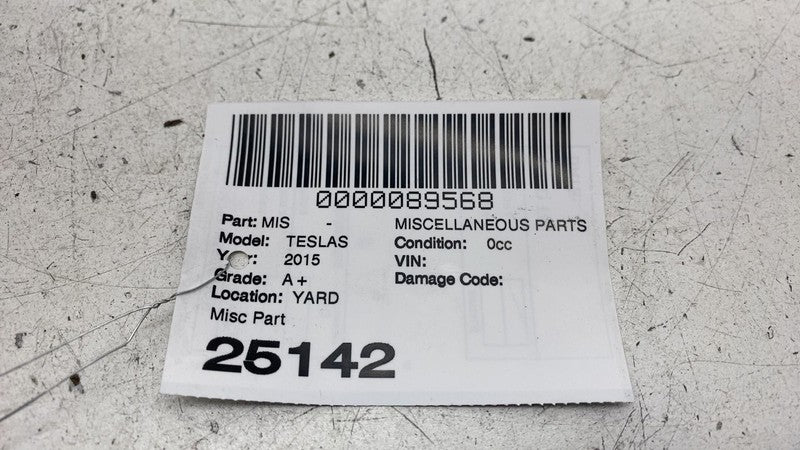 0000089568
Part: MIS - MISCELLANEOUS PARTS
Model: TESLAS Condition: 0cc
Year: 2015 VIN:
Grade: A+ Damage Code:
Location: YARD
Misc Part
25142